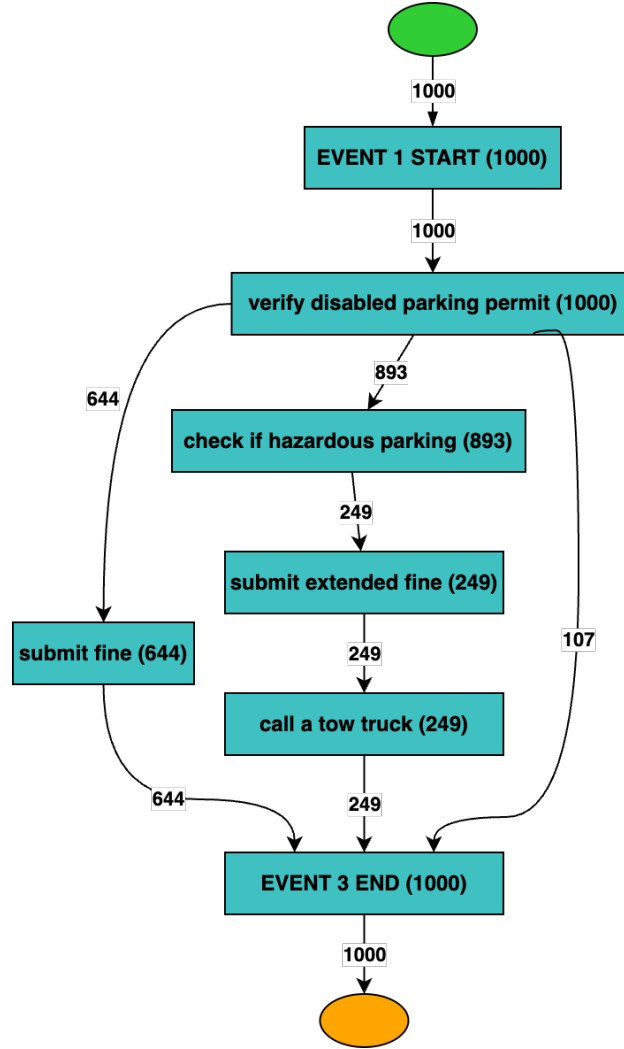 1000
EVENT 1 START (1000)
1000
verify disabled parking permit (1000)
893
644
check if hazardous parking (893)
249
submit extended fine (249)
submit fine (644)
107
249
call a tow truck (249)
644
249
EVENT 3 END (1000)
1000